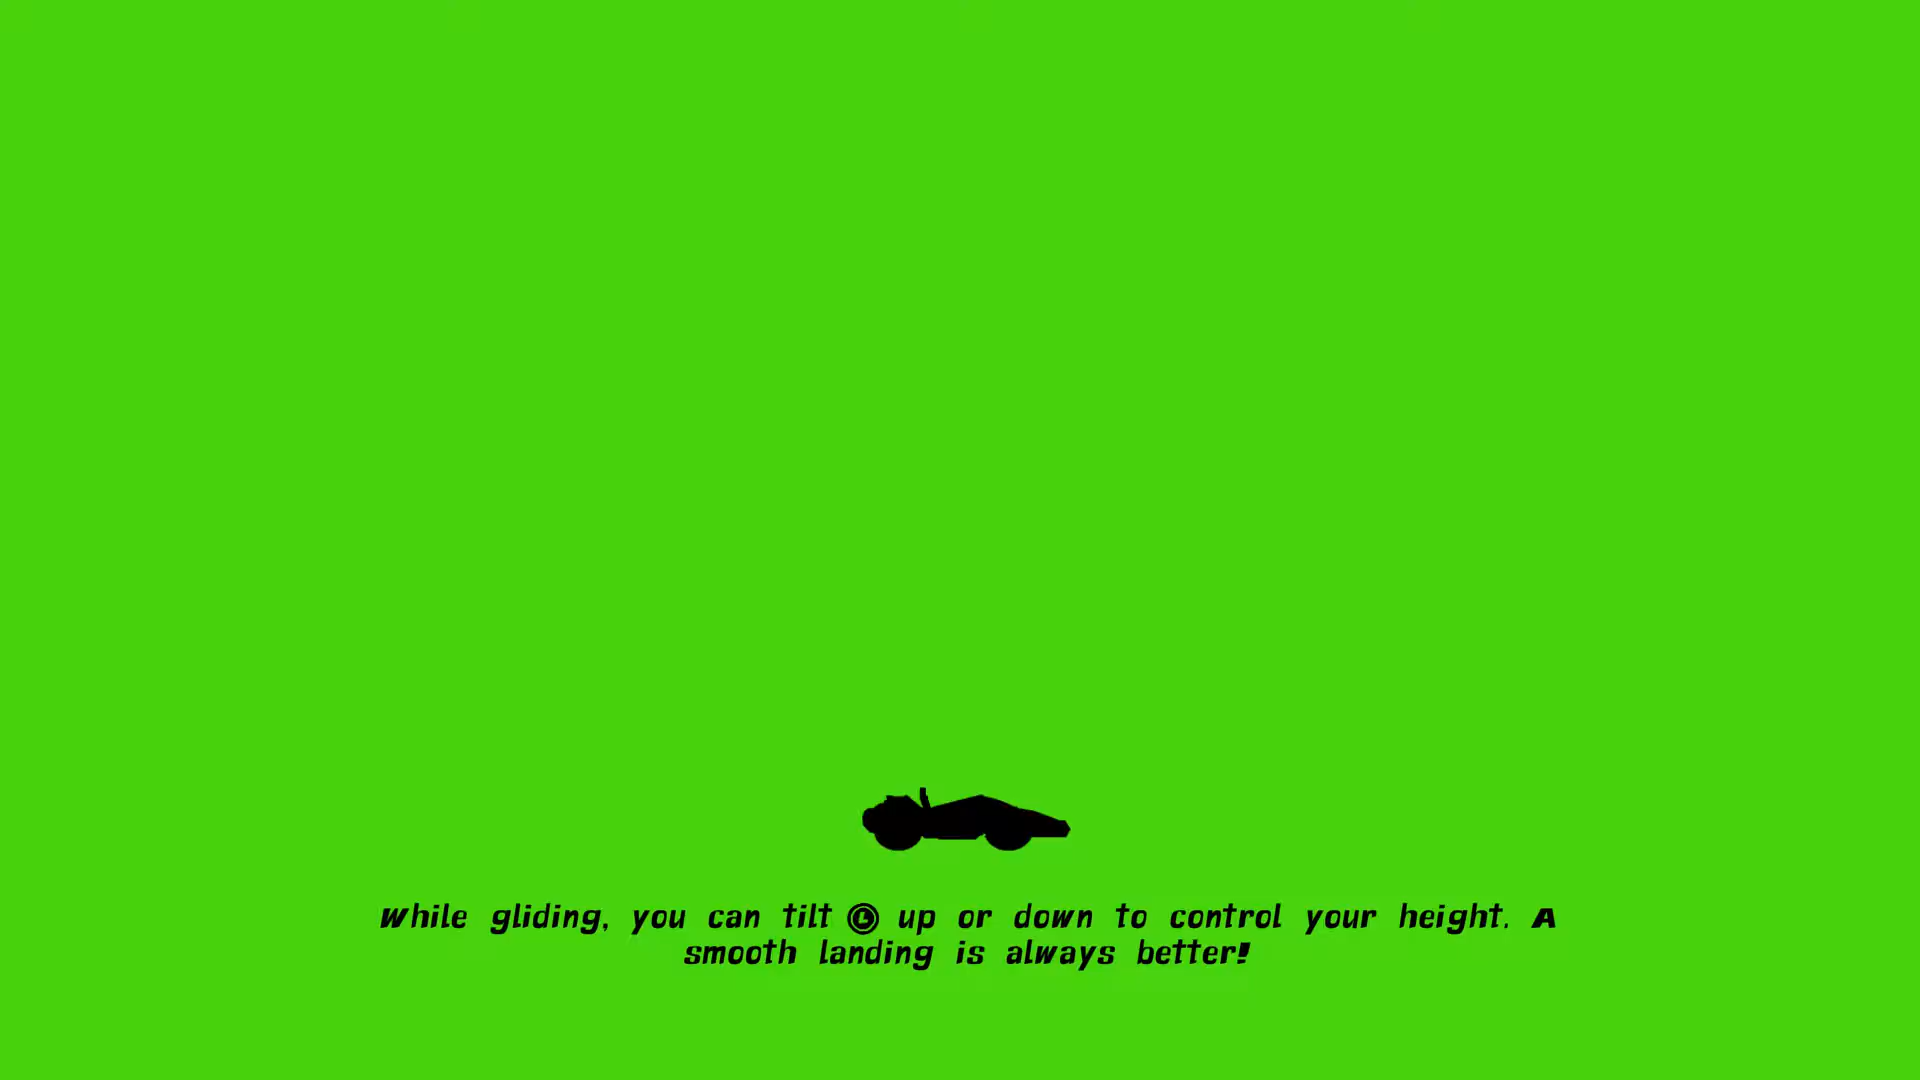 While gliding, you can tilt L up or down to control your height. A
smooth landing is always better!